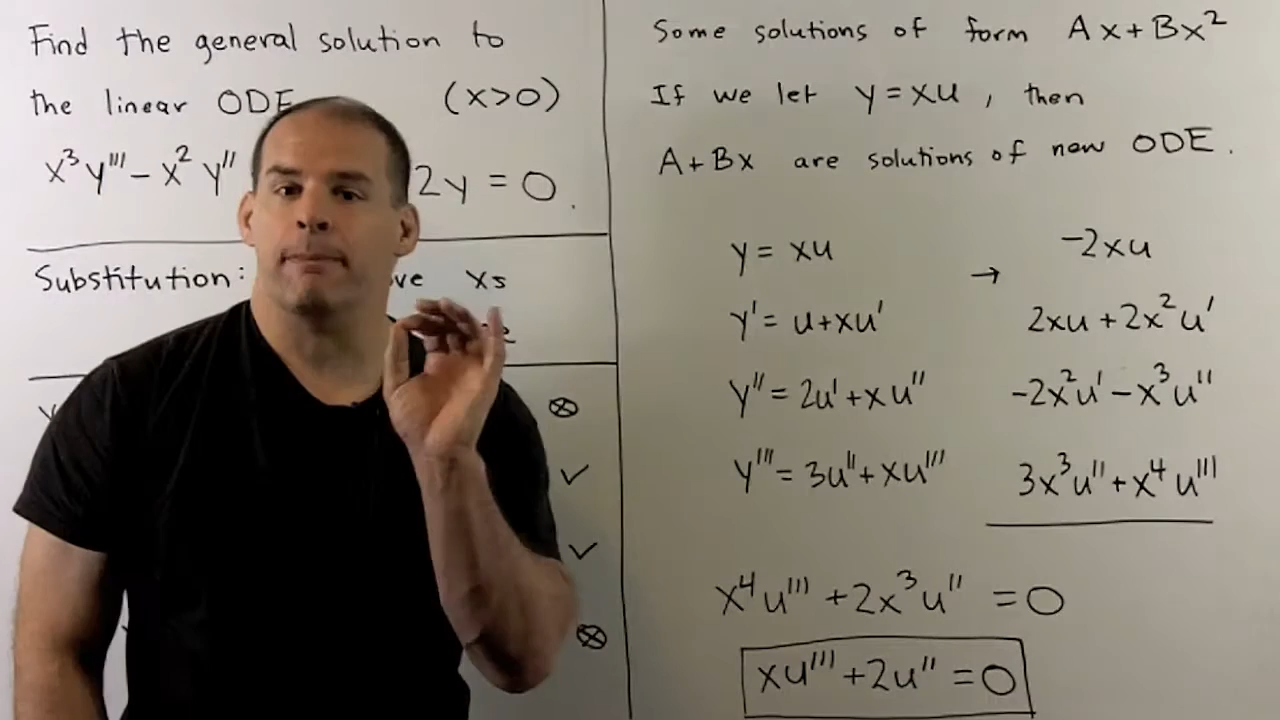 Find the general solution to
the linear ODE (x>0)
x³y''' - x²y'' 2y = 0.
Substitution: xs
⊗
✓
✓
⊗
Some solutions of form Ax+Bx²
If we let y = xu, then
A+Bx are solutions of new ODE.
y = xu → -2xu
y' = u+xu' 2xu + 2x²u'
y'' = 2u' + xu'' -2x²u' - x³u''
y''' = 3u'' + xu''' 3x³u'' + x⁴u'''
x⁴u''' + 2x³u'' = 0
xu''' + 2u'' = 0